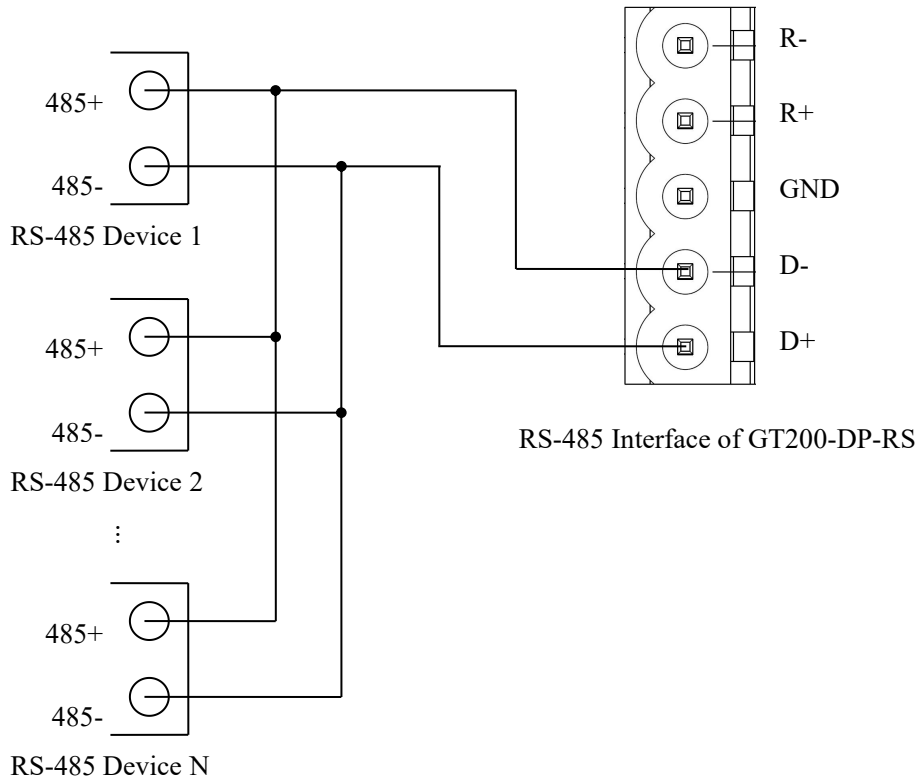 485+
485-
RS-485 Device 1
485+
485-
RS-485 Device 2
⋮
485+
485-
RS-485 Device N
R-
R+
GND
D-
D+
RS-485 Interface of GT200-DP-RS